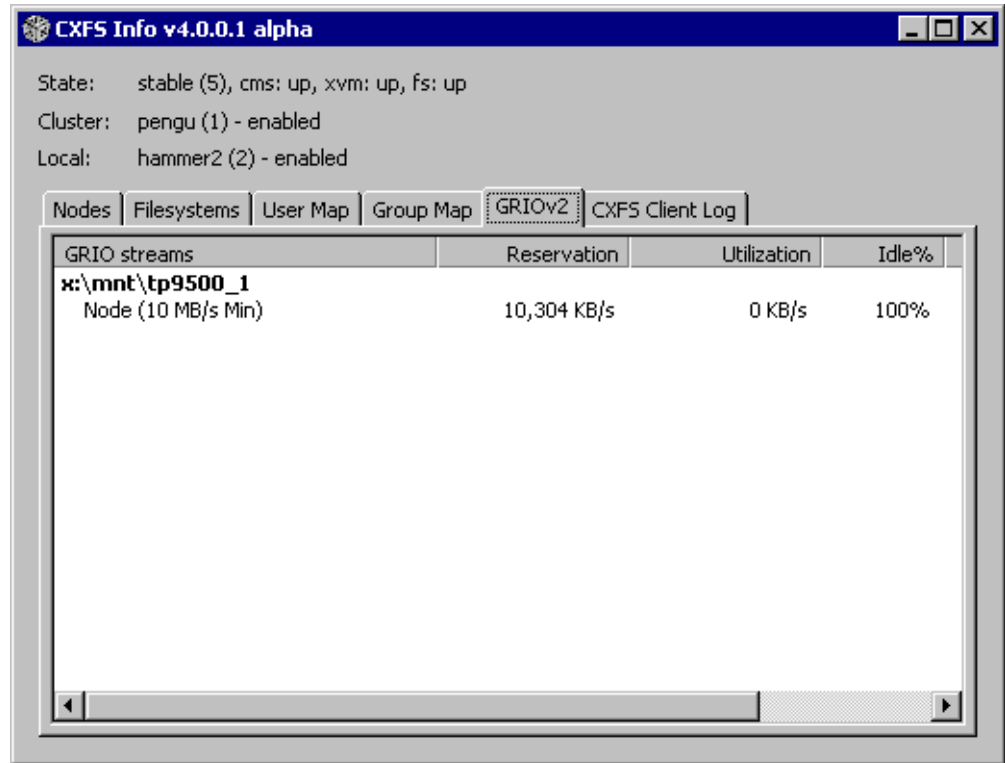 CXFS Info v4.0.0.1 alpha
State: stable (5), cms: up, xvm: up, fs: up
Cluster: pengu (1) - enabled
Local: hammer2 (2) - enabled
Nodes Filesystems User Map Group Map GRIOv2 CXFS Client Log
GRIO streams Reservation Utilization Idle%
x:\mnt\tp9500_1
Node (10 MB/s Min) 10,304 KB/s 0 KB/s 100%